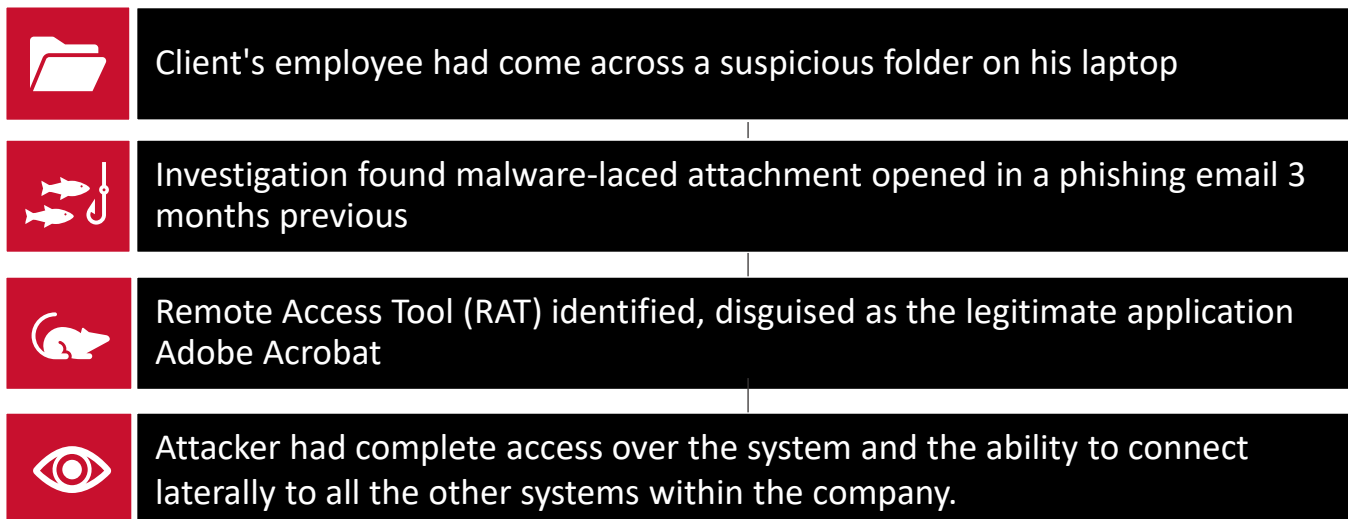 Client's employee had come across a suspicious folder on his laptop
Investigation found malware-laced attachment opened in a phishing email 3
months previous
Remote Access Tool (RAT) identified, disguised as the legitimate application
Adobe Acrobat
Attacker had complete access over the system and the ability to connect
laterally to all the other systems within the company.